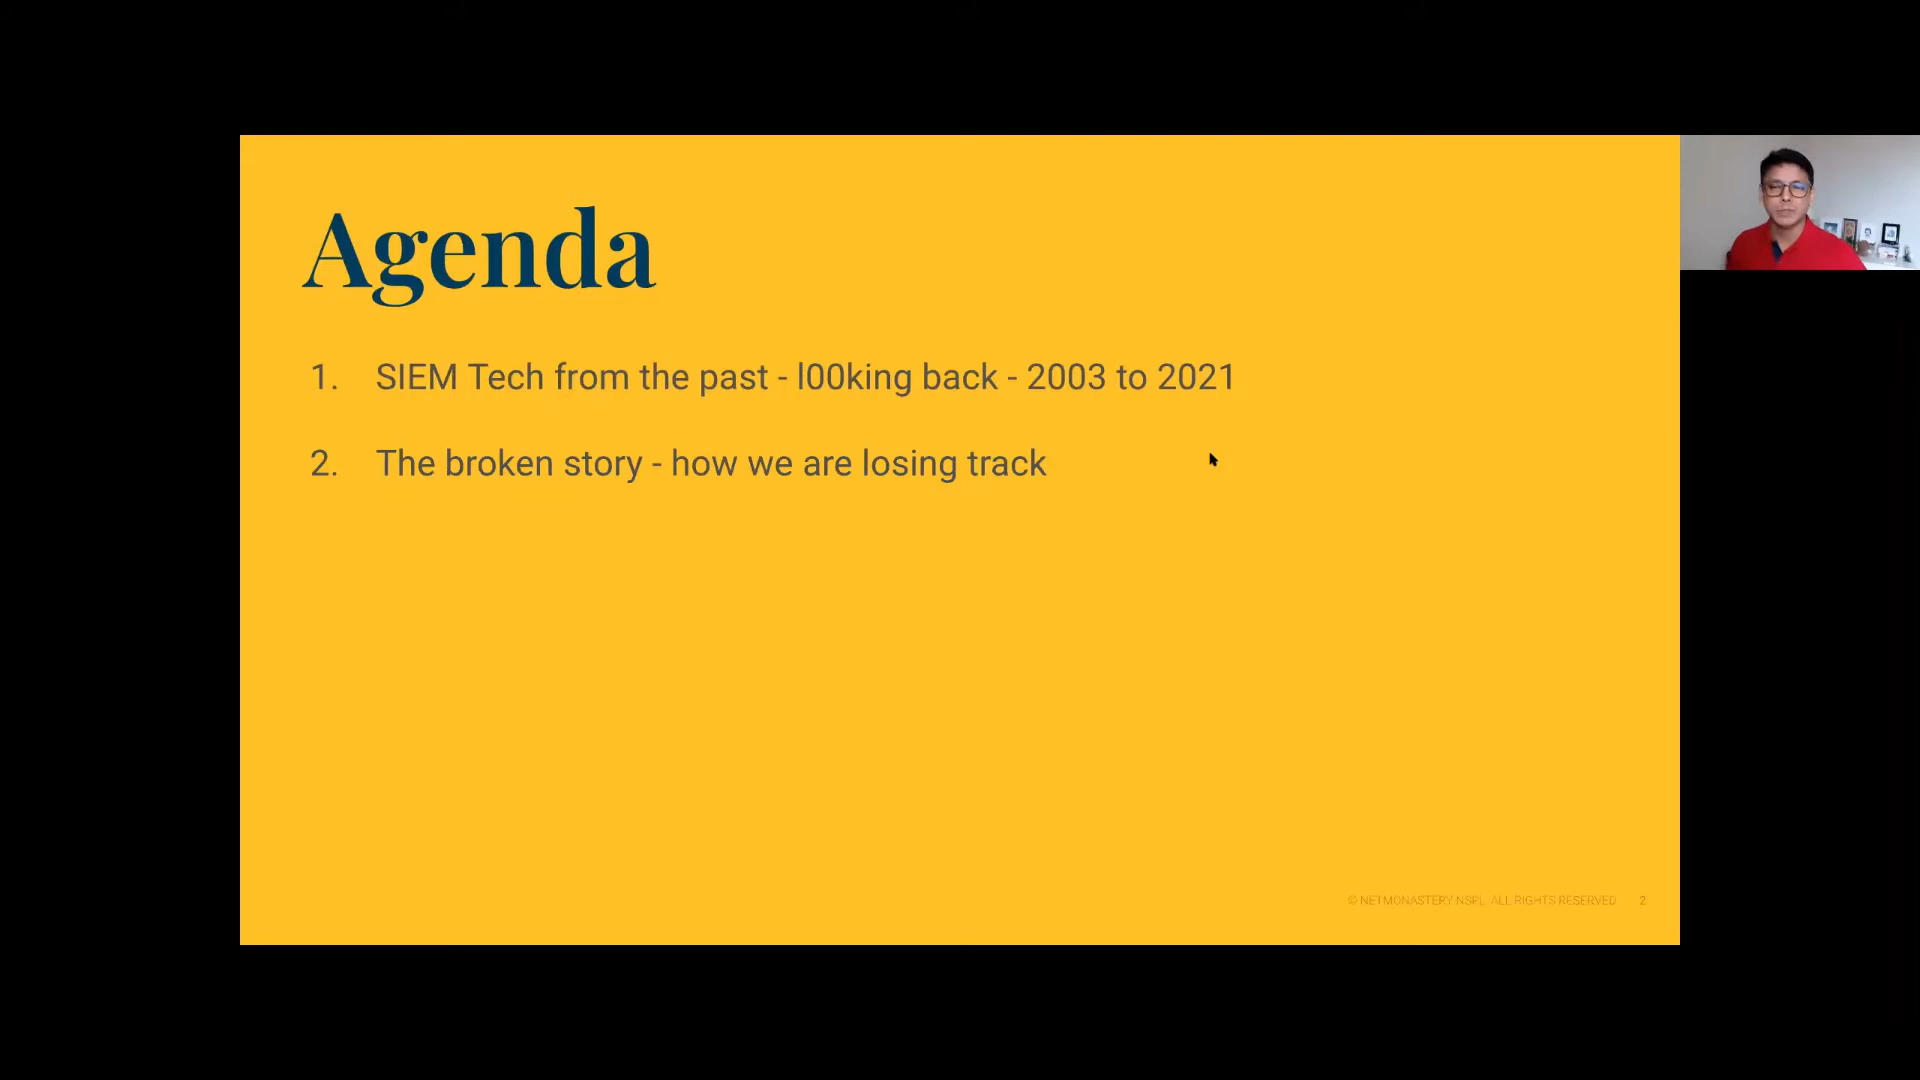 Agenda
1. SIEM Tech from the past - l00king back - 2003 to 2021
2. The broken story - how we are losing track
© NETMONASTERY NSPL. ALL RIGHTS RESERVED 2